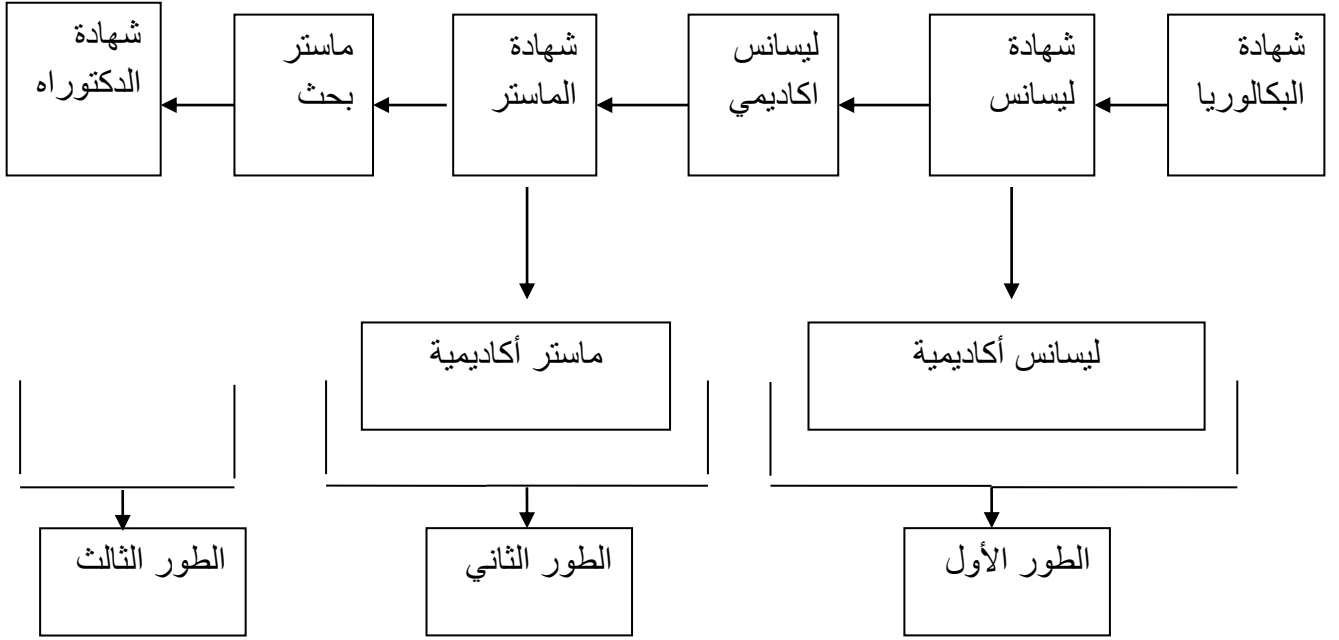 شهادة
البكالوريا
شهادة
ليسانس
ليسانس
اكاديمي
شهادة
الماستر
ماستر
بحث
شهادة
الدكتوراه
ليسانس أكاديمية
ماستر أكاديمية
الطور الأول
الطور الثاني
الطور الثالث